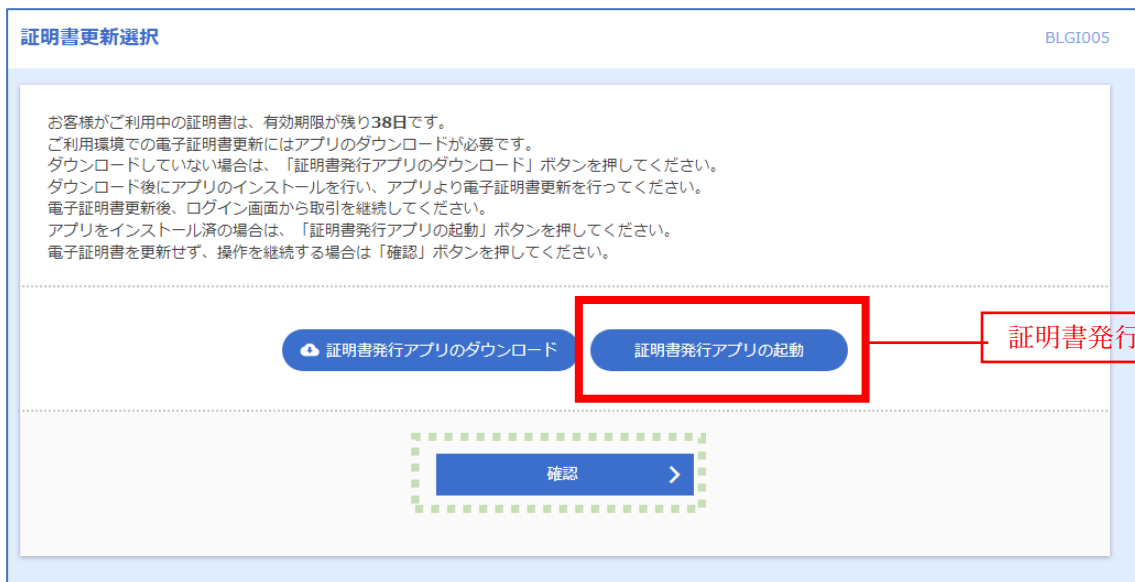 証明書更新選択
BLGI005
お客様がご利用中の証明書は、有効期限が残り38日です。
ご利用環境での電子証明書更新にはアプリのダウンロードが必要です。
ダウンロードしていない場合は、「証明書発行アプリのダウンロード」ボタンを押してください。
ダウンロード後にアプリのインストールを行い、アプリより電子証明書更新を行ってください。
電子証明書更新後、ログイン画面から取引を継続してください。
アプリをインストール済の場合は、「証明書発行アプリの起動」ボタンを押してください。
電子証明書を更新せず、操作を継続する場合は「確認」ボタンを押してください。
証明書発行アプリのダウンロード
証明書発行アプリの起動
証明書発行
確認